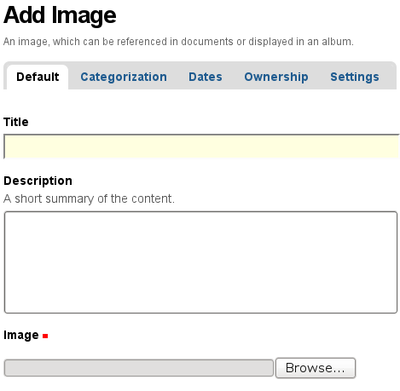 Add Image
An image, which can be referenced in documents or displayed in an album.
Default Categorization Dates Ownership Settings
Title
Description
A short summary of the content.
Image
Browse...